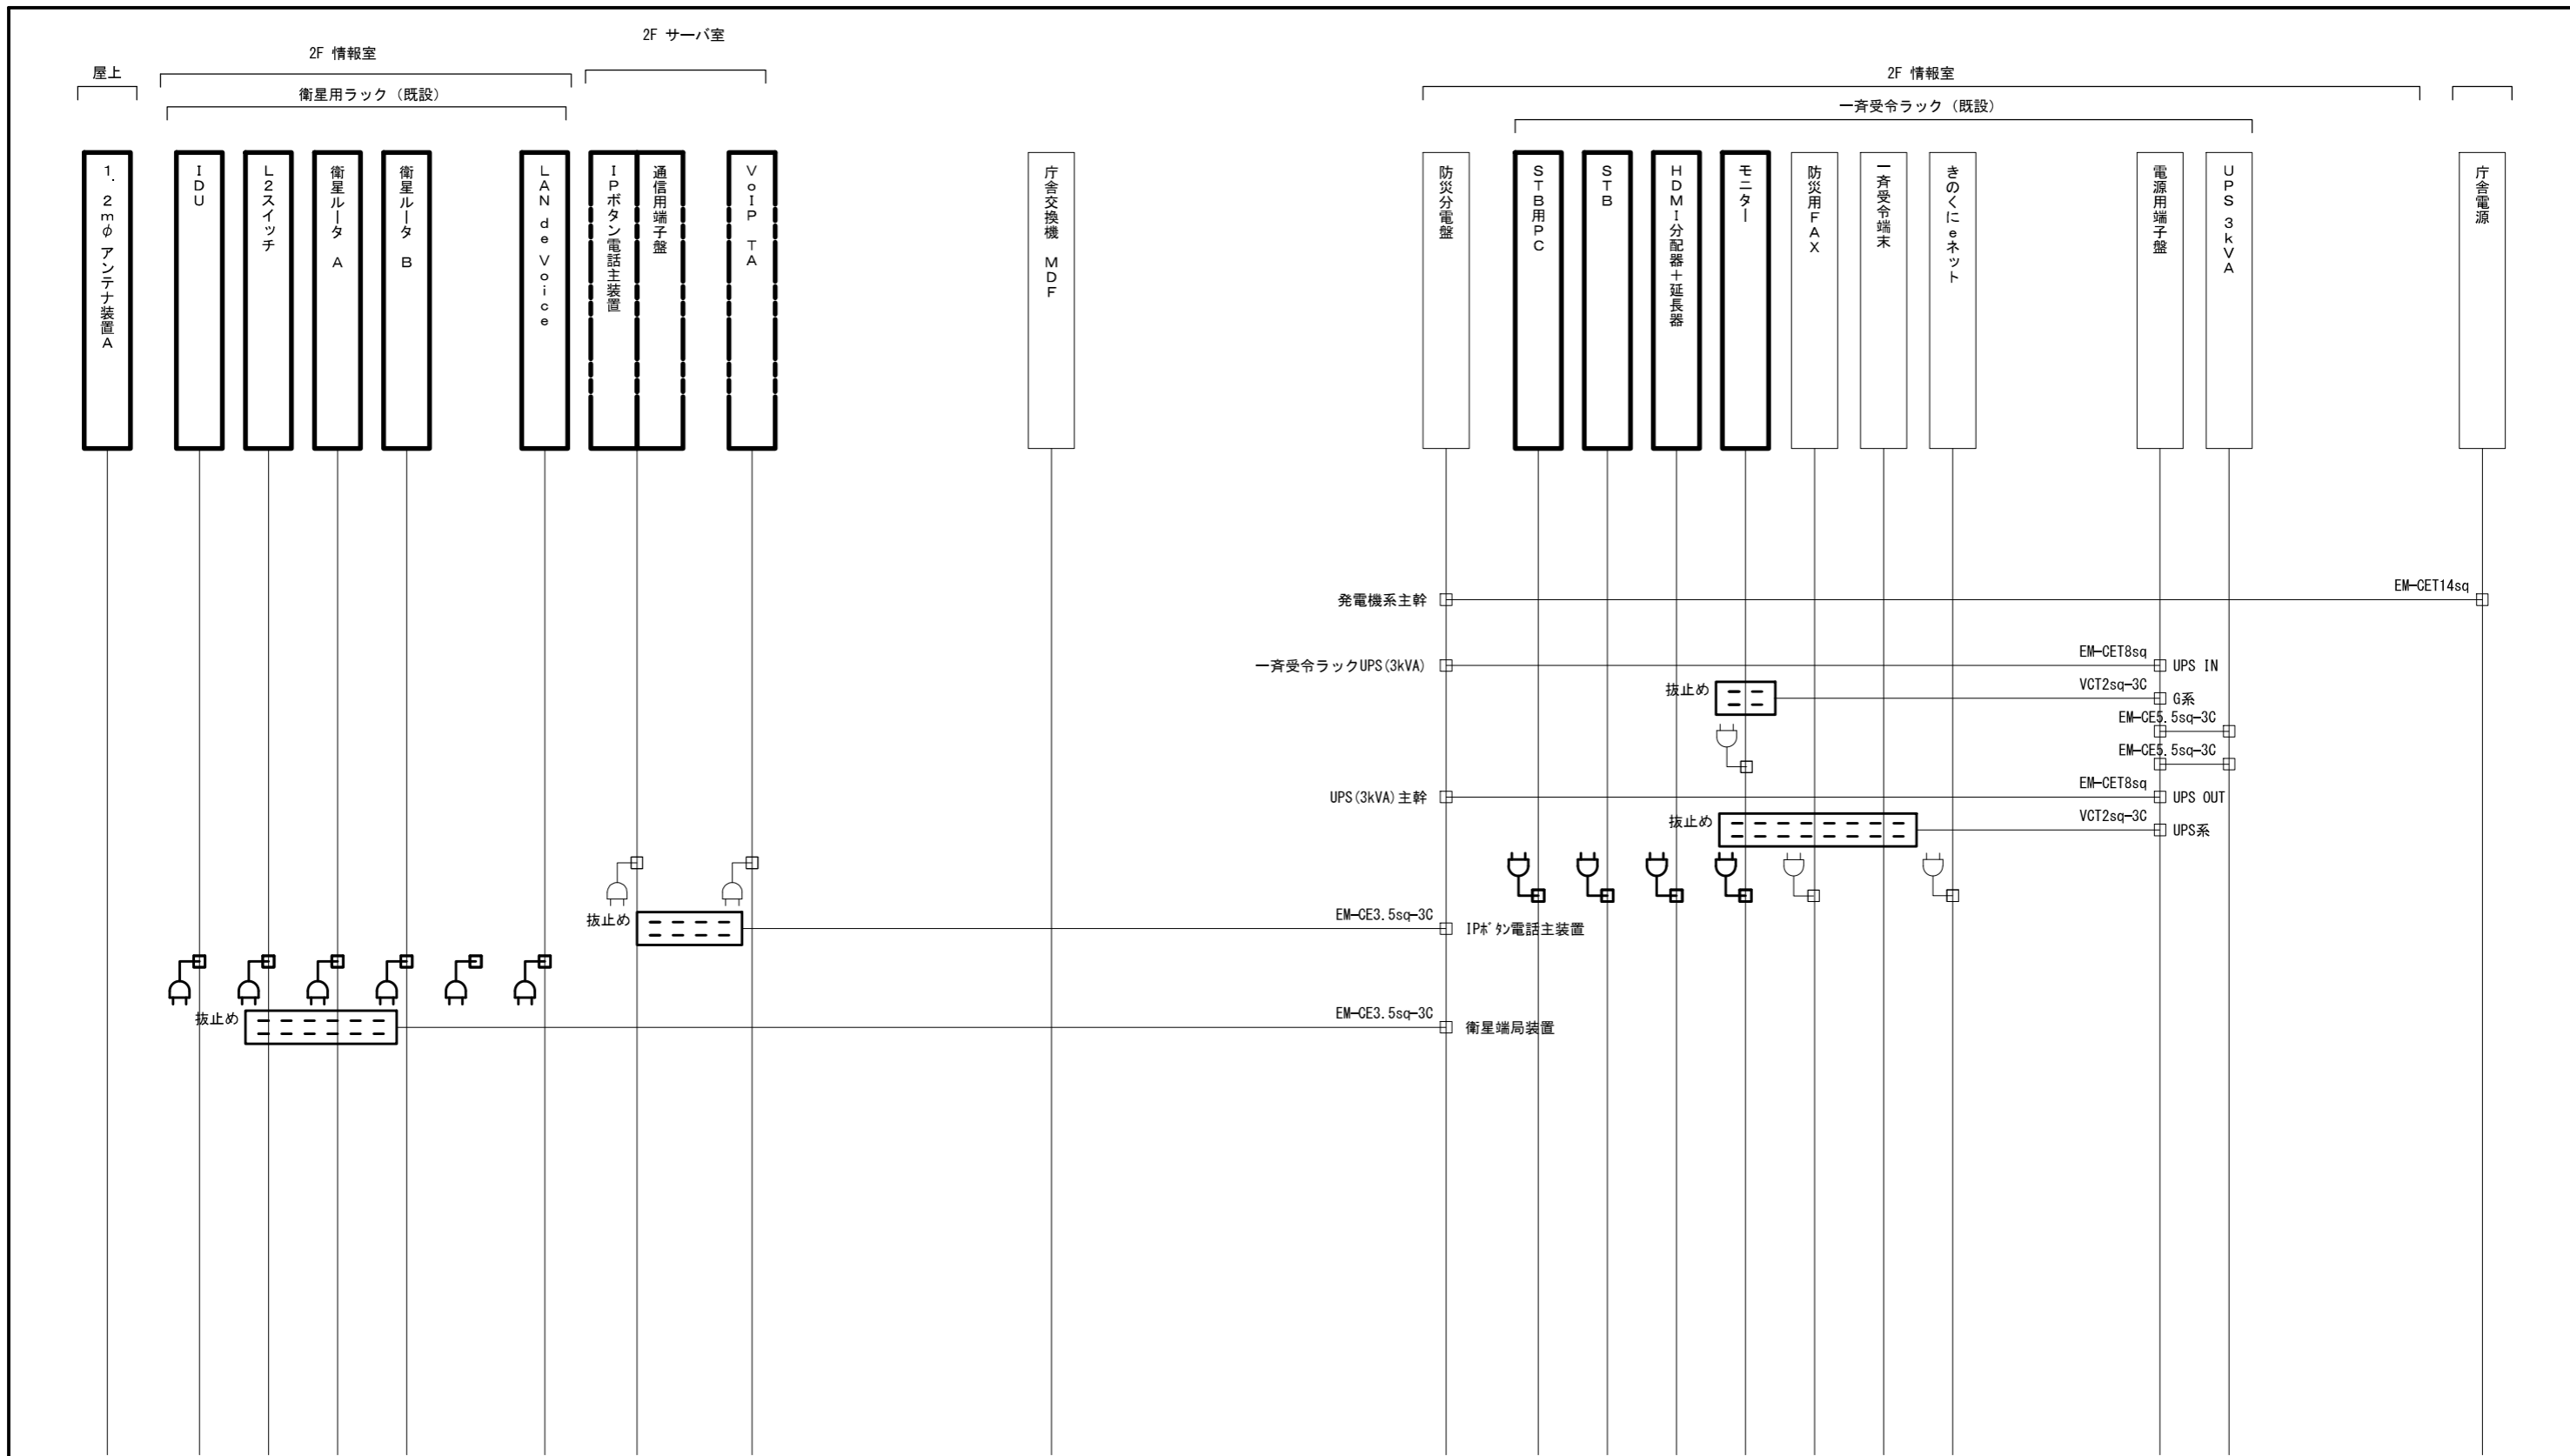 2F 情報室
2F サーバ室
屋上
衛星用ラック（既設）
2F 情報室
一斉受令ラック（既設）
1．2mφ アンテナ装置A
IDU
L2スイッチ
衛星ルータ A
衛星ルータ B
LAN de Voice
IPボタン電話主装置
通信用端子盤
VoIP TA
庁舎交換機 MDF
防災分電盤
STB用PC
STB
HDMI分配器＋延長器
モニター
防災用FAX
一斉受令端末
きのくにeネット
電源用端子盤
UPS 3kVA
庁舎電源
EM-CET14sq
発電機系主幹
EM-CET8sq
一斉受令ラックUPS(3kVA)
UPS IN
VCT2sq-3C
抜止め
G系
EM-CE5.5sq-3C
EM-CE5.5sq-3C
EM-CET8sq
UPS(3kVA)主幹
UPS OUT
VCT2sq-3C
抜止め
UPS系
EM-CE3.5sq-3C
抜止め
IPﾎﾞﾀﾝ電話主装置
EM-CE3.5sq-3C
抜止め
衛星端局装置